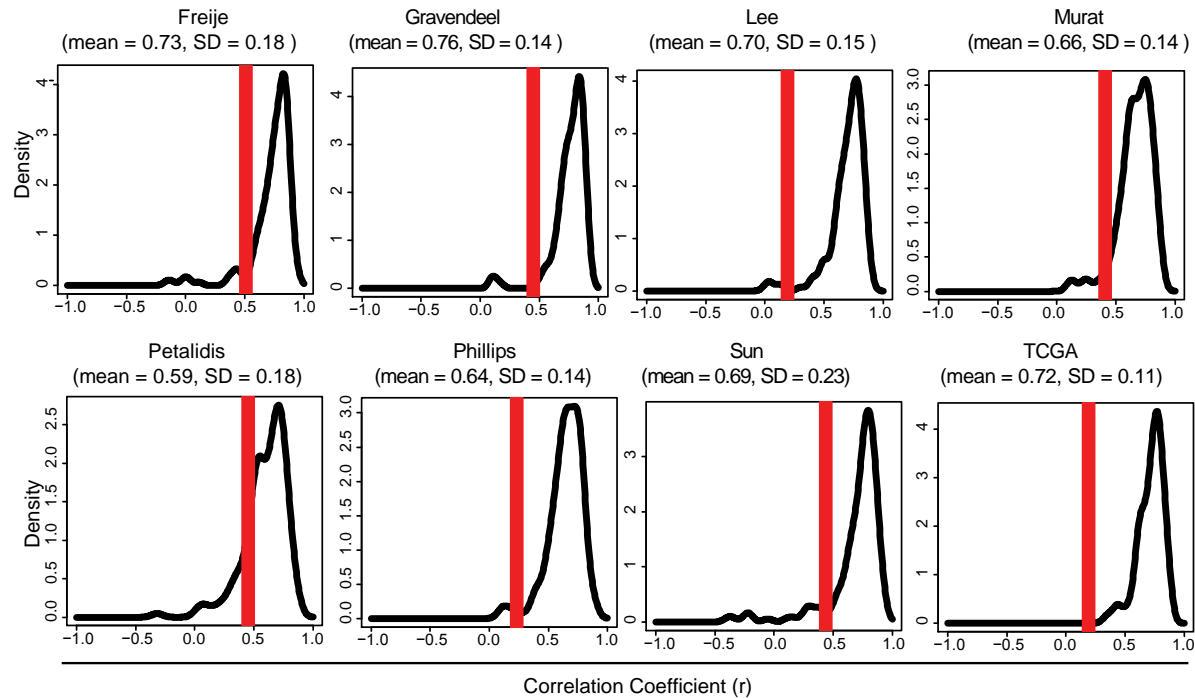 Freije
(mean = 0.73, SD = 0.18 )
Gravendeel
(mean = 0.76, SD = 0.14 )
Lee
(mean = 0.70, SD = 0.15 )
Murat
(mean = 0.66, SD = 0.14 )
Density
0 1 2 3 4
−1.0 −0.5 0.0 0.5 1.0
0 1 2 3 4
−1.0 −0.5 0.0 0.5 1.0
0 1 2 3 4
−1.0 −0.5 0.0 0.5 1.0
0.0 0.5 1.0 1.5 2.0 2.5 3.0
−1.0 −0.5 0.0 0.5 1.0
Petalidis
(mean = 0.59, SD = 0.18)
Phillips
(mean = 0.64, SD = 0.14)
Sun
(mean = 0.69, SD = 0.23)
TCGA
(mean = 0.72, SD = 0.11)
Density
0.0 0.5 1.0 1.5 2.0 2.5
−1.0 −0.5 0.0 0.5 1.0
0.0 0.5 1.0 1.5 2.0 2.5 3.0
−1.0 −0.5 0.0 0.5 1.0
0 1 2 3
−1.0 −0.5 0.0 0.5 1.0
0 1 2 3 4
−1.0 −0.5 0.0 0.5 1.0
Correlation Coefficient (r)